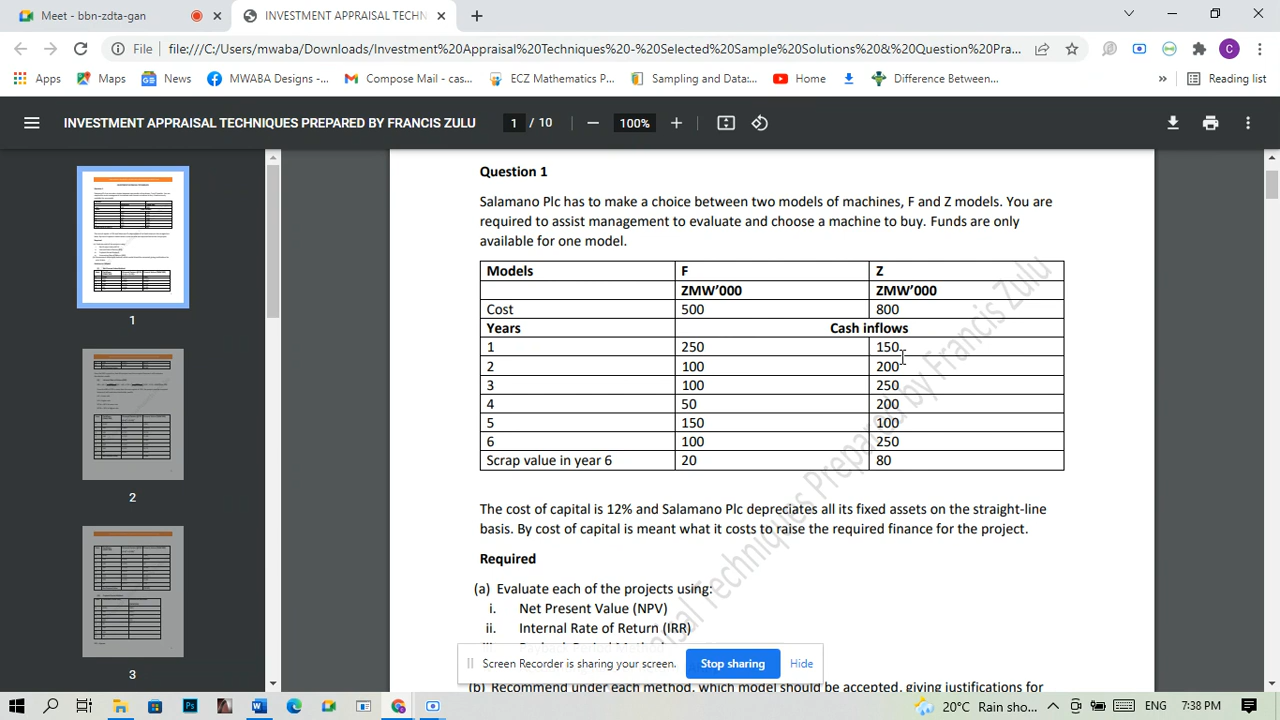 Meet - bbn-zdta-gan
INVESTMENT APPRAISAL TECHN
File file:///C:/Users/mwaba/Downloads/Investment%20Appraisal%20Techniques%20-%20Selected%20Sample%20Solutions%20&%20Question%20Pra... C
Apps Maps News MWABA Designs -... Compose Mail - cas... ECZ Mathematics P... Sampling and Data:... Home Difference Between... » Reading list
INVESTMENT APPRAISAL TECHNIQUES PREPARED BY FRANCIS ZULU 1 / 10 100%
Question 1
Salamano Plc has to make a choice between two models of machines, F and Z models. You are
required to assist management to evaluate and choose a machine to buy. Funds are only
available for one model.
Models F Z
ZMW'000 ZMW'000
Cost 500 800
Years Cash inflows
1 250 150
2 100 200
3 100 250
4 50 200
5 150 100
6 100 250
Scrap value in year 6 20 80
The cost of capital is 12% and Salamano Plc depreciates all its fixed assets on the straight-line
basis. By cost of capital is meant what it costs to raise the required finance for the project.
Required
(a) Evaluate each of the projects using:
i. Net Present Value (NPV)
ii. Internal Rate of Return (IRR)
(b) Recommend under each method, which model should be accepted, giving justifications for
Techniques Prepared by Francis Zulu
1
2
3
Screen Recorder is sharing your screen. Stop sharing Hide
20°C Rain sho... 7:38 PM